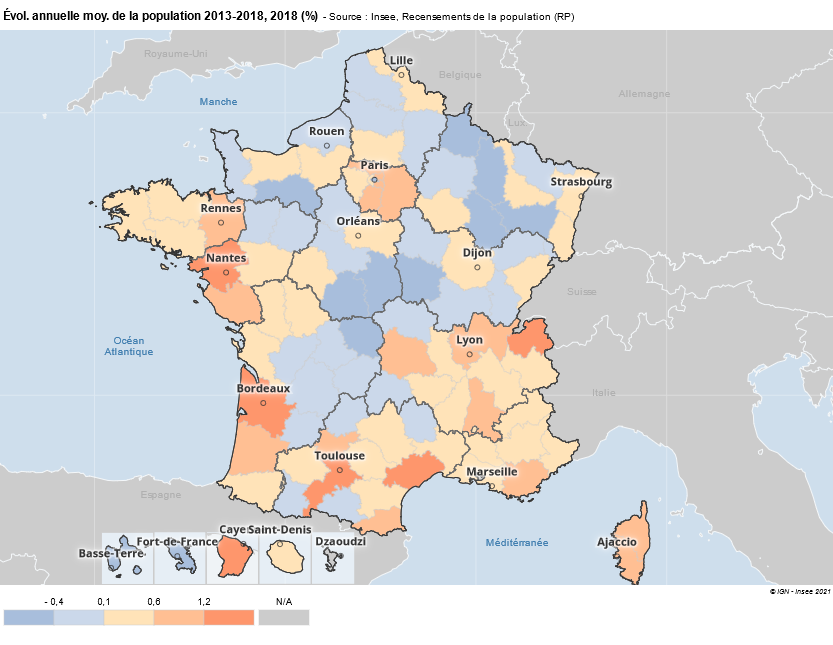 Évol. annuelle moy. de la population 2013-2018, 2018 (%) - Source : Insee, Recensements de la population (RP)
Royaume-Uni
Lille
Belgique
Allemagne
Manche
Lux.
Rouen
Paris
Strasbourg
Rennes
Orléans
Nantes
Dijon
Suisse
Océan
Atlantique
Lyon
Bordeaux
Italie
Toulouse
Marseille
Espagne
Basse-Terre
Fort-de-France
Caye
Saint-Denis
Dzaoudzi
Méditérranée
Ajaccio
© IGN - Insee 2021
- 0,4
0,1
0,6
1,2
N/A